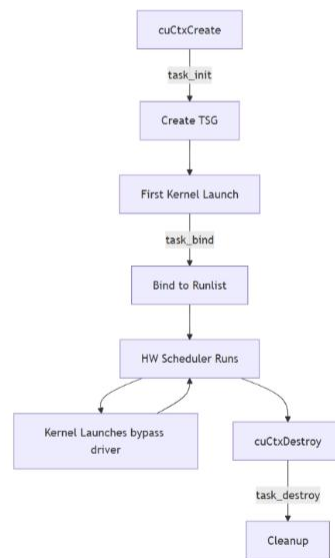 cuCtxCreate
task_init
Create TSG
First Kernel Launch
task_bind
Bind to Runlist
HW Scheduler Runs
Kernel Launches bypass
driver
cuCtxDestroy
task_destroy
Cleanup